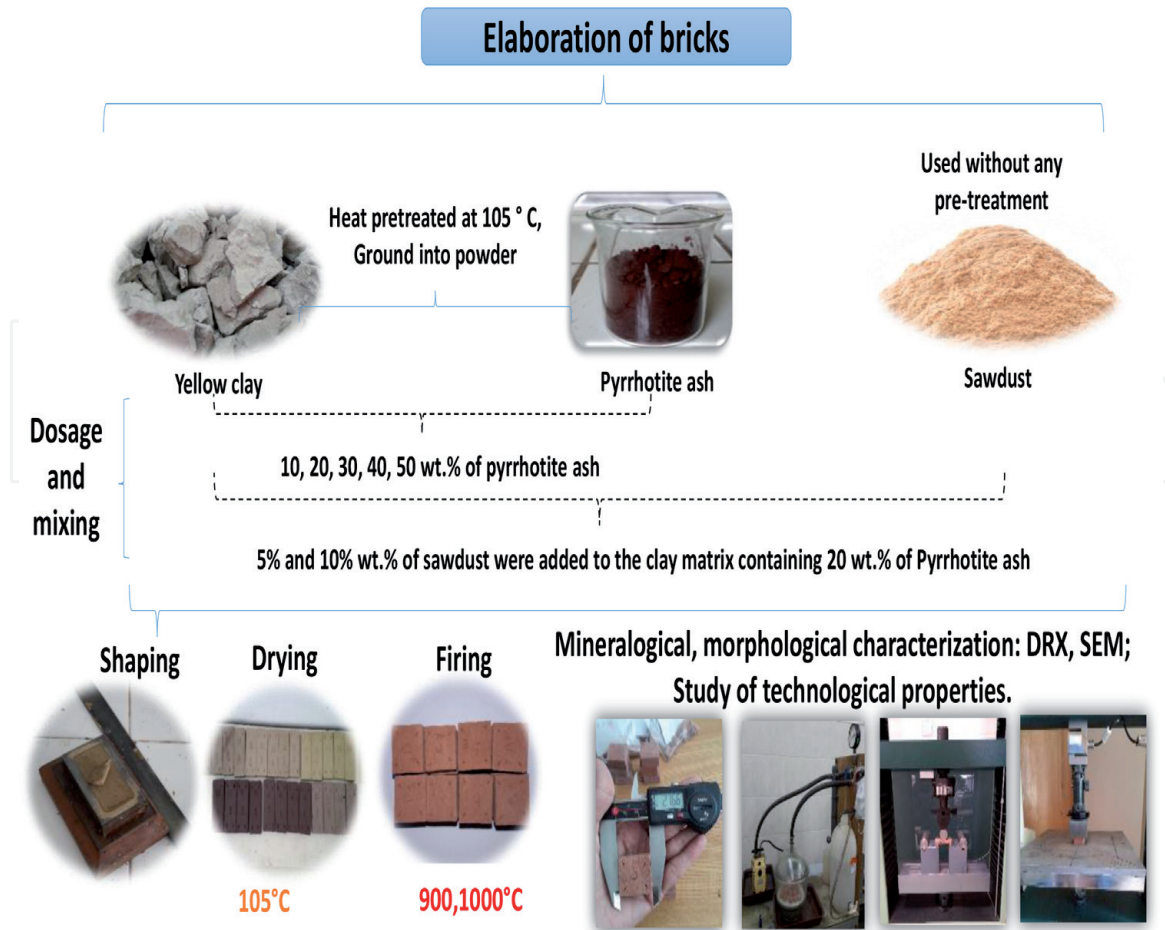 Elaboration of bricks
Used without any
pre-treatment
Heat pretreated at 105 ° C,
Ground into powder
Yellow clay
Pyrrhotite ash
Sawdust
Dosage
and
mixing
10, 20, 30, 40, 50 wt.% of pyrrhotite ash
5% and 10% wt.% of sawdust were added to the clay matrix containing 20 wt.% of Pyrrhotite ash
Shaping
Drying
Firing
Mineralogical, morphological characterization: DRX, SEM;
Study of technological properties.
105°C
900,1000°C